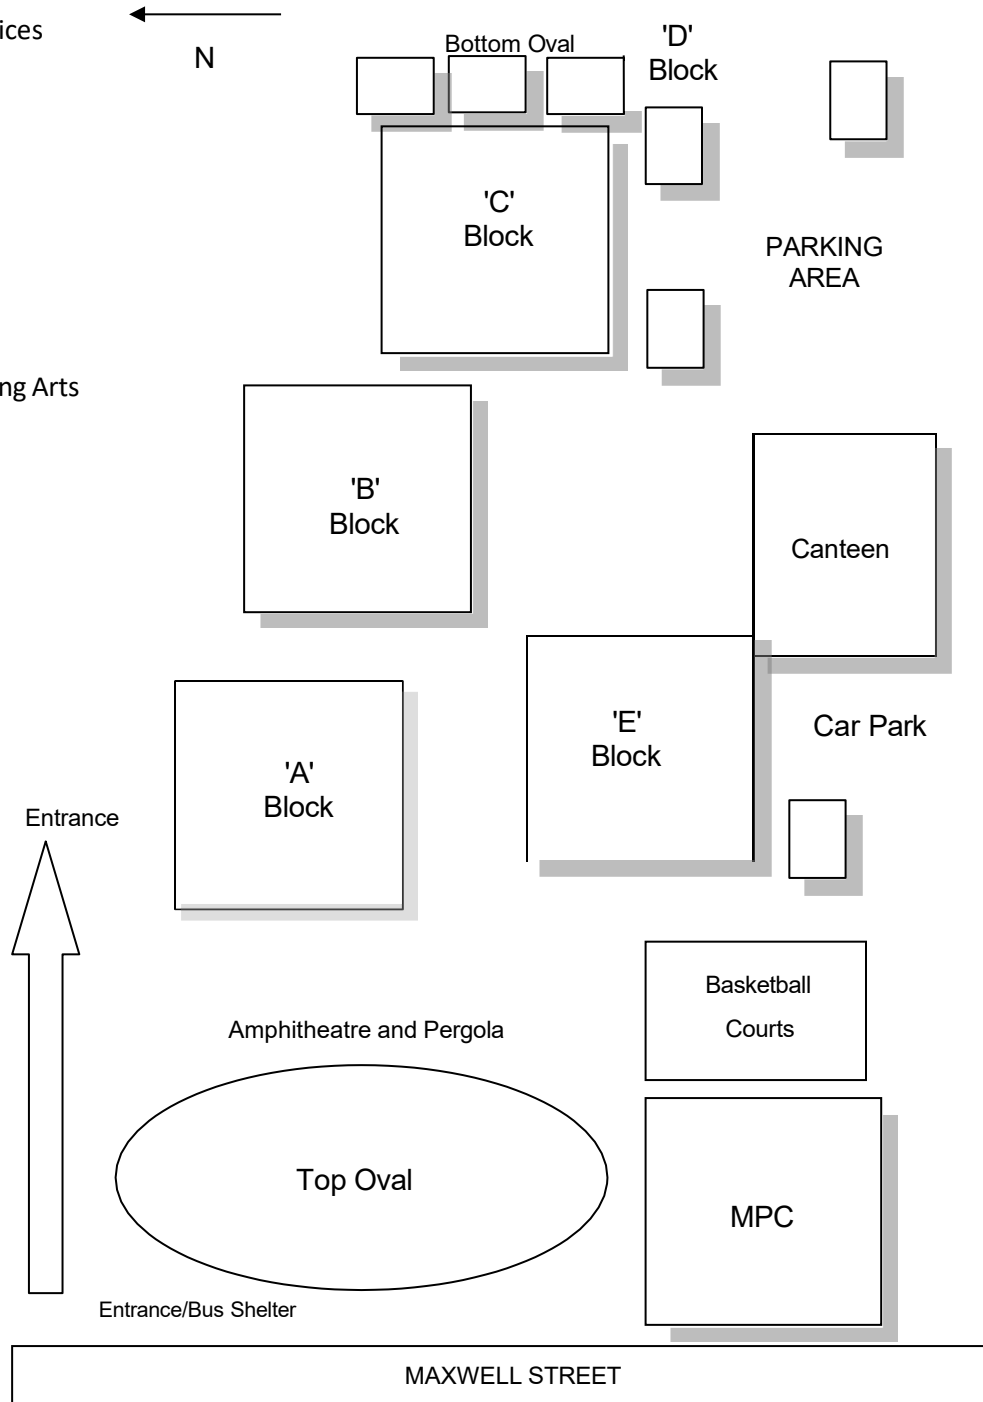 ices
N
Bottom Oval
'D'
Block
'C'
Block
PARKING
AREA
ng Arts
'B'
Block
Canteen
'E'
Block
Car Park
'A'
Block
Entrance
Basketball
Courts
Amphitheatre and Pergola
Top Oval
MPC
Entrance/Bus Shelter
MAXWELL STREET